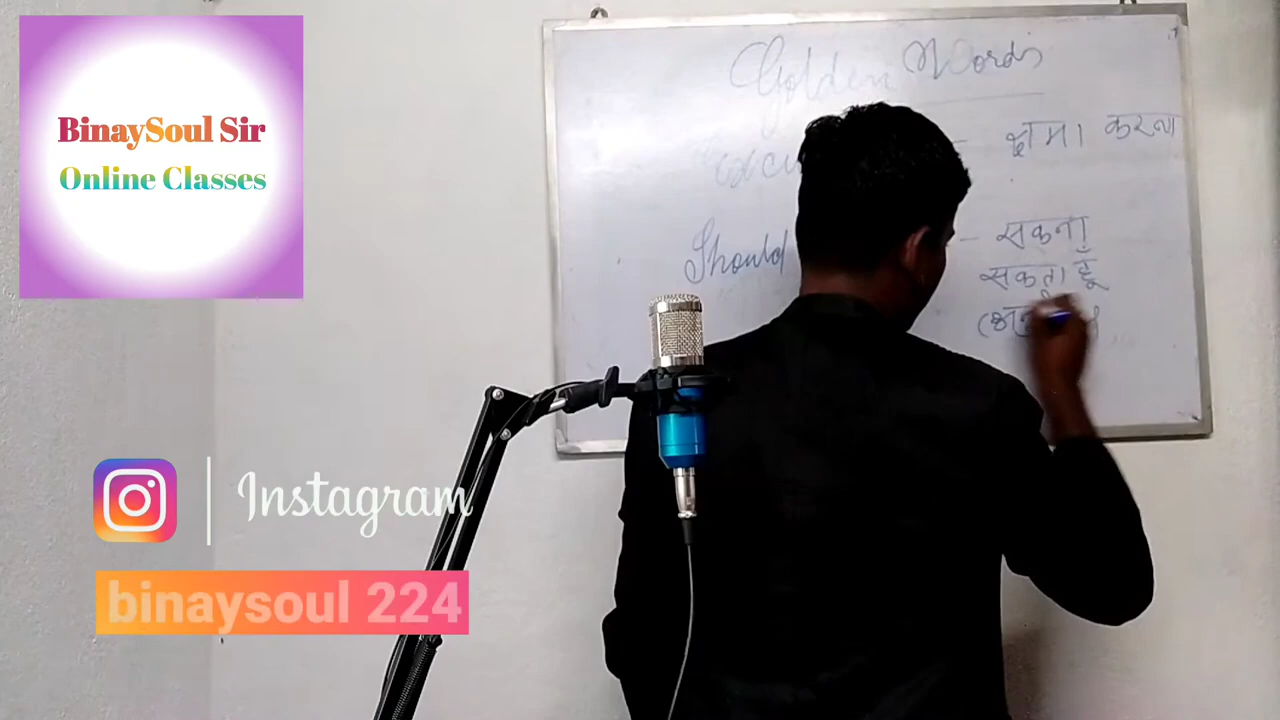 BinaySoul Sir
Online Classes
Golden Words
क्षमा करना
Should - सकना
सकता हूँ
Instagram
binaysoul 224